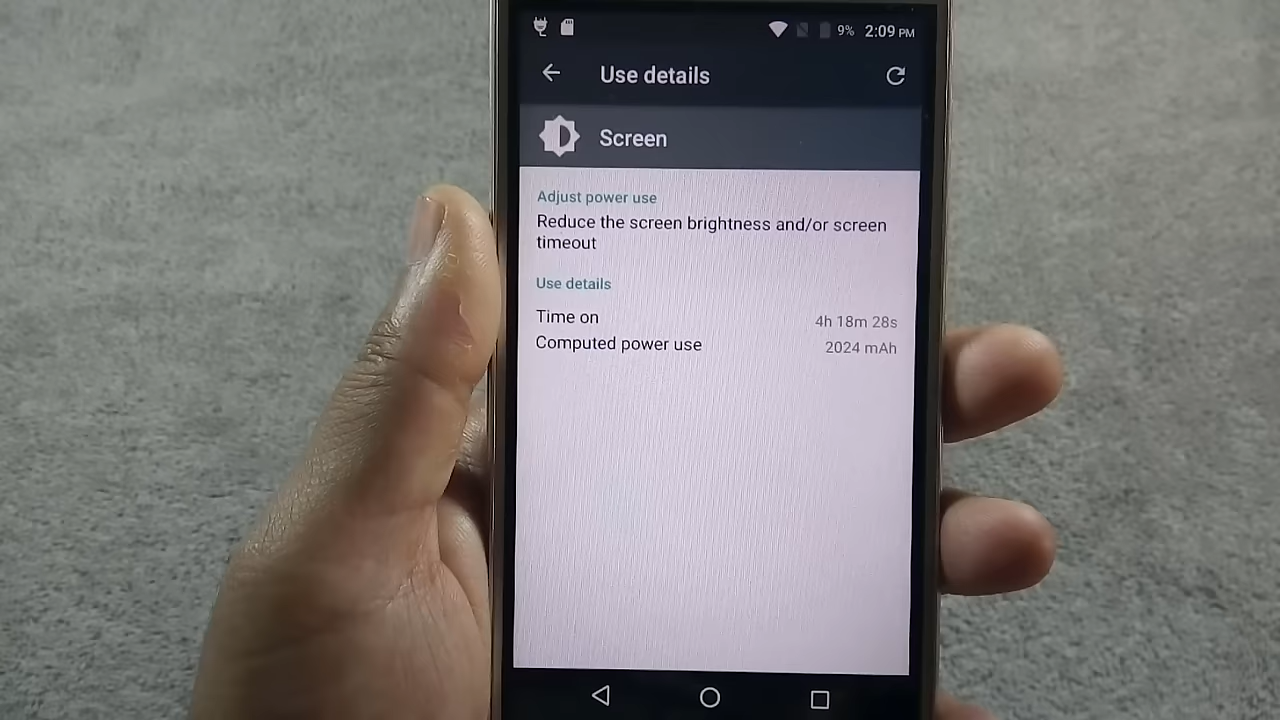 9% 2:09 PM
Use details
Screen
Adjust power use
Reduce the screen brightness and/or screen
timeout
Use details
Time on 4h 18m 28s
Computed power use 2024 mAh